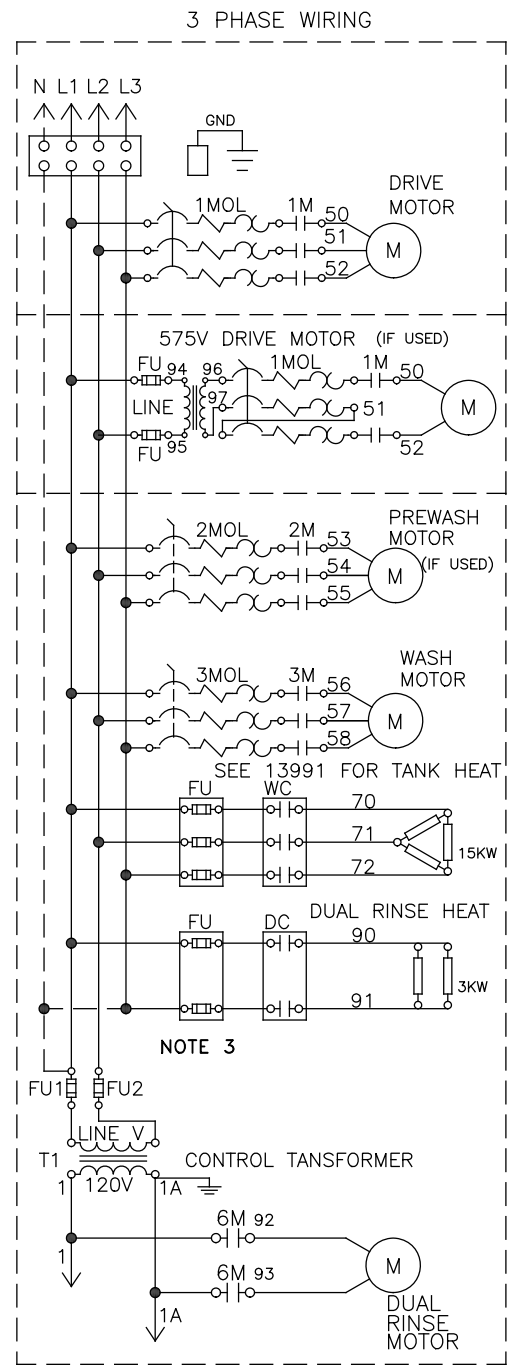 3 PHASE WIRING
N L1 L2 L3
GND
DRIVE
MOTOR
1MOL 1M 50
51
52
M
575V DRIVE MOTOR (IF USED)
1MOL
FU 94 96 1M 50
LINE 97 51
M
FU 95 52
PREWASH
MOTOR
(IF USED)
2MOL 2M 53
54
55
M
WASH
MOTOR
3MOL 3M 56
57
58
M
SEE 13991 FOR TANK HEAT
FU WC 70
71
72
15KW
DUAL RINSE HEAT
FU DC 90
91
3KW
NOTE 3
FU1 FU2
LINE V
T1 CONTROL TANSFORMER
1 120V 1A
6M 92
1
M
6M 93
1A
DUAL
RINSE
MOTOR